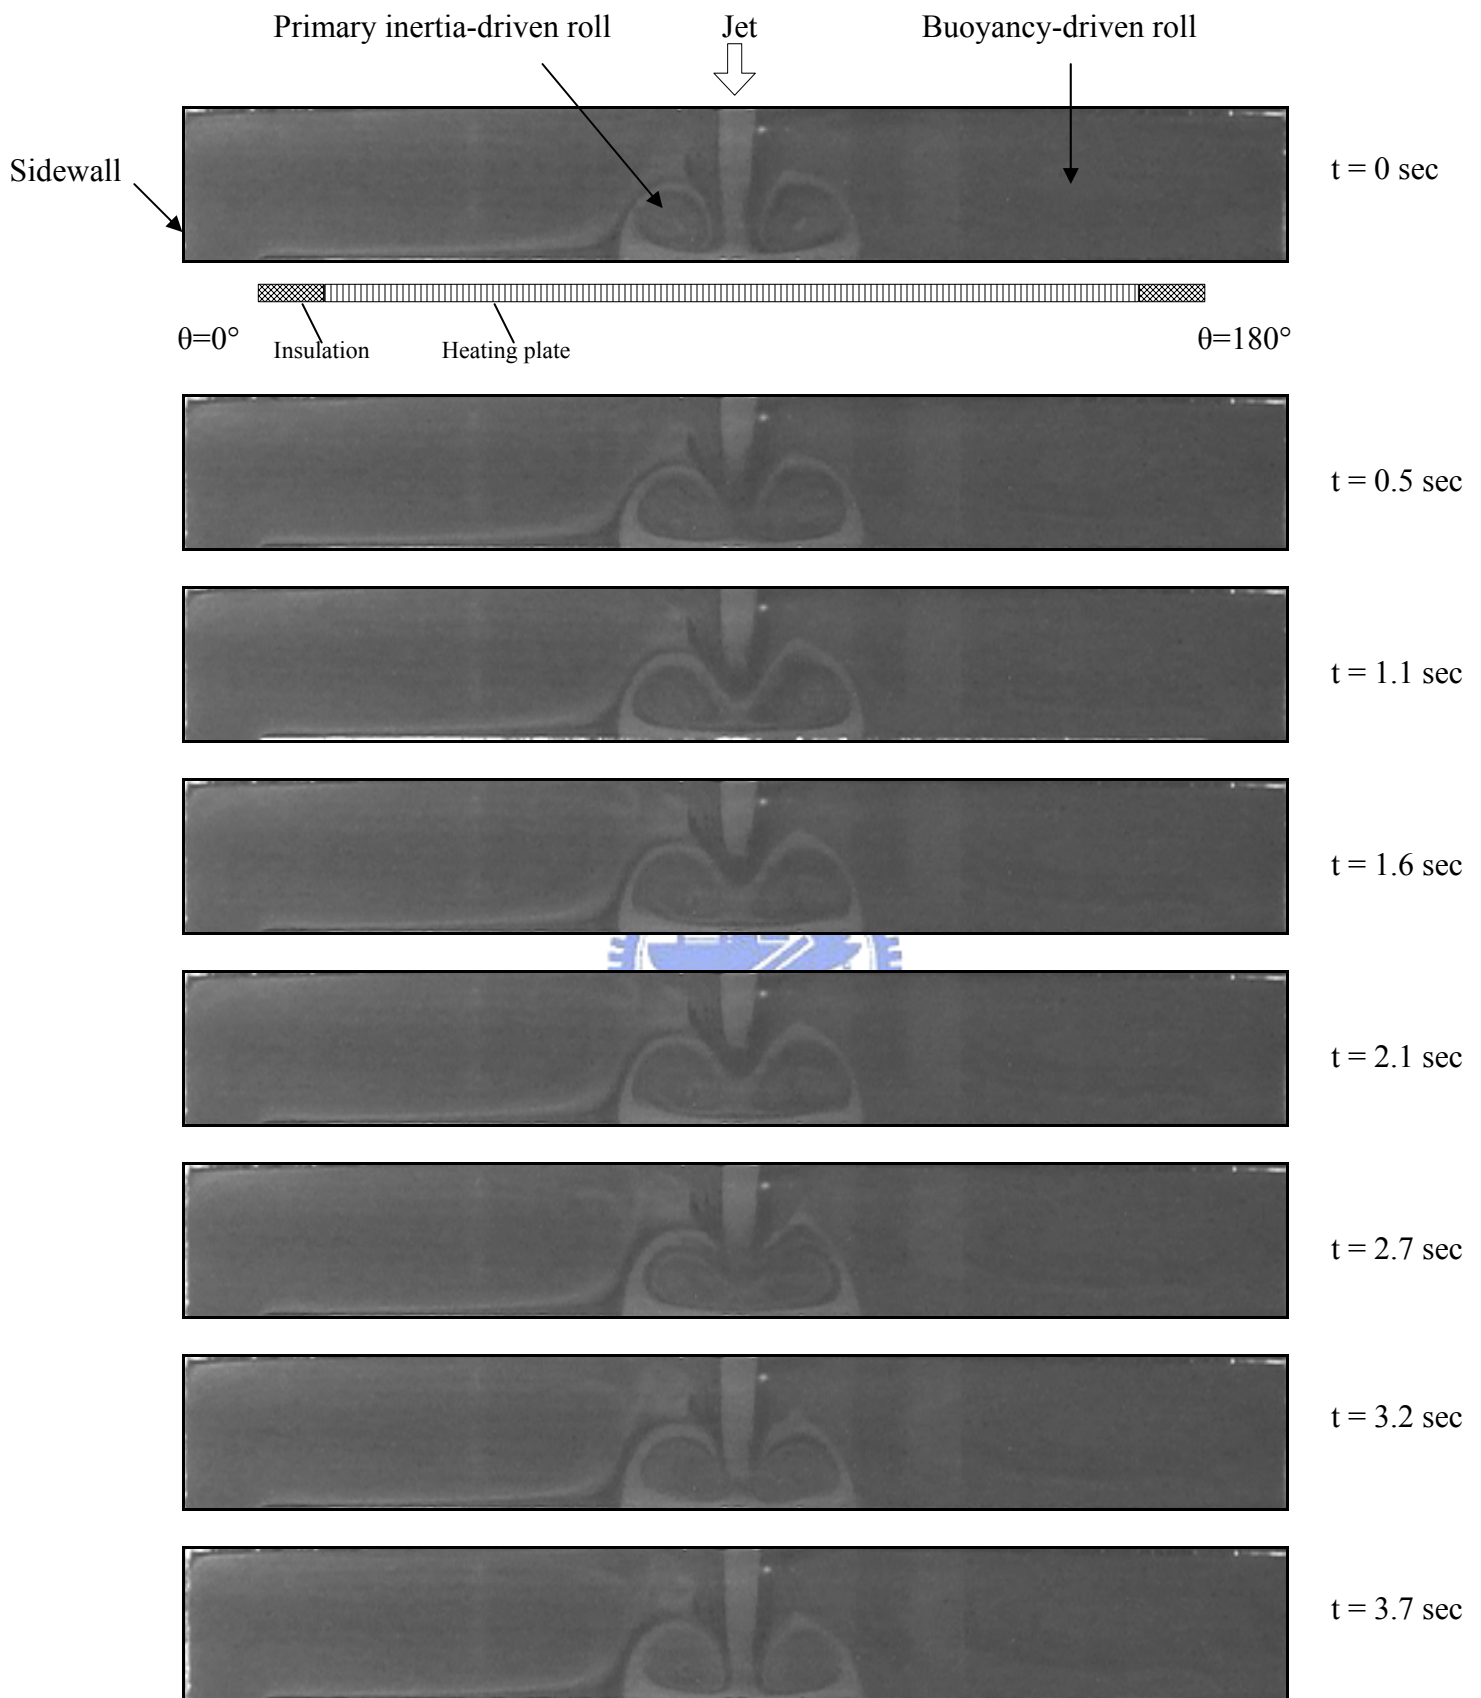 Primary inertia-driven roll Jet Buoyancy-driven roll
Sidewall
t = 0 sec
θ=0° Insulation Heating plate θ=180°
t = 0.5 sec
t = 1.1 sec
t = 1.6 sec
t = 2.1 sec
t = 2.7 sec
t = 3.2 sec
t = 3.7 sec